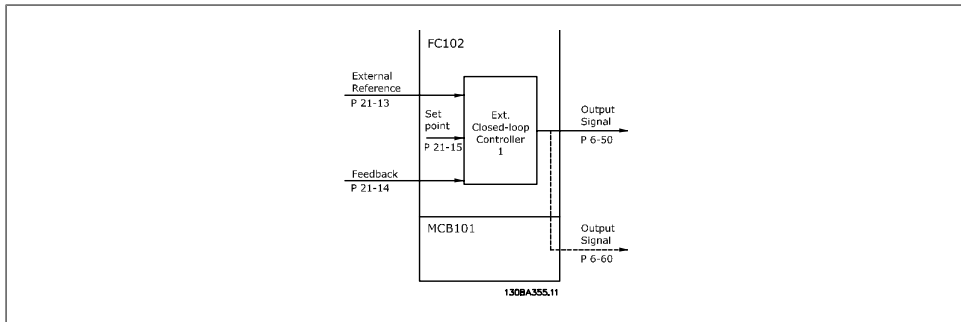 FC102
External
Reference
P 21-13
Set
point
P 21-15
Ext.
Closed-loop
Controller
1
Output
Signal
P 6-50
Feedback
P 21-14
MCB101
Output
Signal
P 6-60
130BA355.11